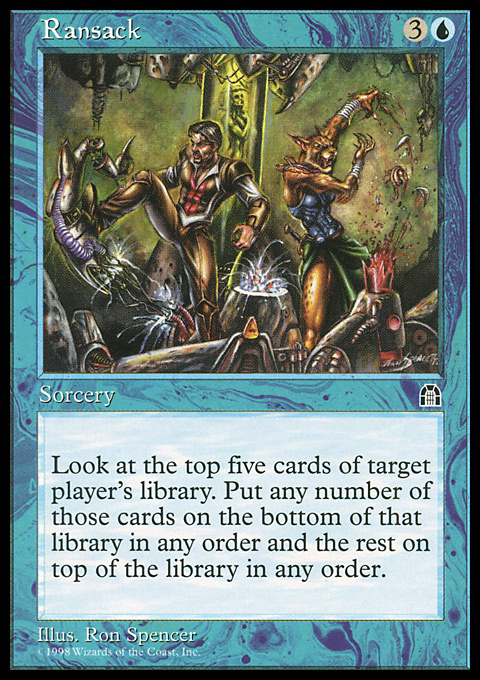 Ransack 3
Sorcery
Look at the top five cards of target
player's library. Put any number of
those cards on the bottom of that
library in any order and the rest on
top of the library in any order.
Illus. Ron Spencer
©1998 Wizards of the Coast, Inc.